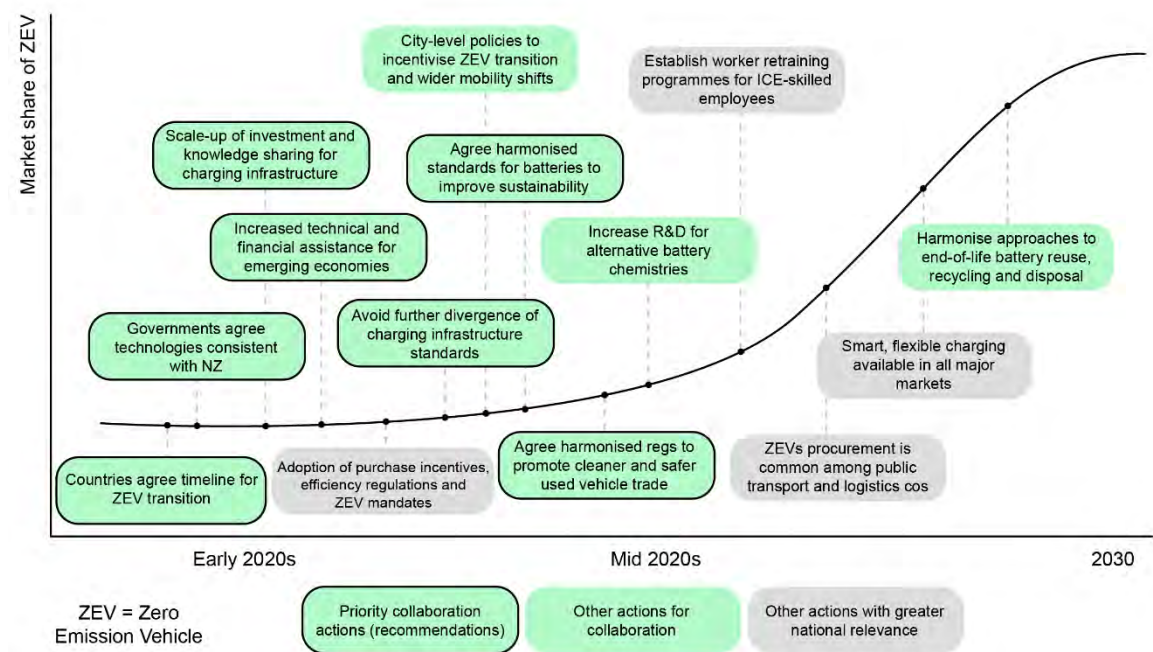 Market share of ZEV
City-level policies to
incentivise ZEV transition
and wider mobility shifts
Establish worker retraining
programmes for ICE-skilled
employees
Scale-up of investment and
knowledge sharing for
charging infrastructure
Agree harmonised
standards for batteries to
improve sustainability
Increased technical and
financial assistance for
emerging economies
Increase R&D for
alternative battery
chemistries
Harmonise approaches to
end-of-life battery reuse,
recycling and disposal
Governments agree
technologies consistent
with NZ
Avoid further divergence of
charging infrastructure
standards
Smart, flexible charging
available in all major
markets
Countries agree timeline for
ZEV transition
Adoption of purchase incentives,
efficiency regulations and
ZEV mandates
Agree harmonised regs to
promote cleaner and safer
used vehicle trade
ZEVs procurement is
common among public
transport and logistics cos
Early 2020s
Mid 2020s
2030
ZEV = Zero
Emission Vehicle
Priority collaboration
actions (recommendations)
Other actions for
collaboration
Other actions with greater
national relevance